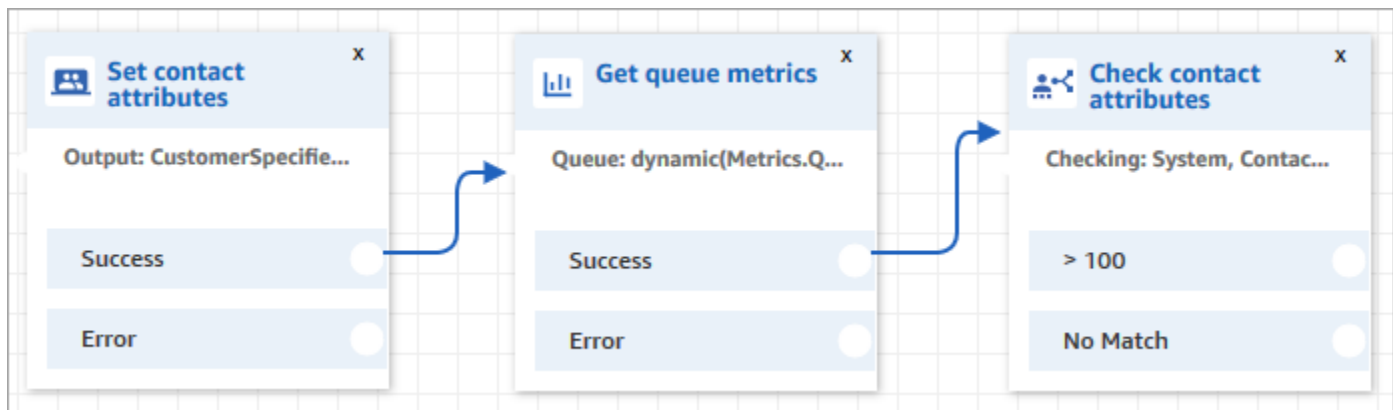 Set contact
attributes
x
Output: CustomerSpecifie...
Success
Error
Get queue metrics
x
Queue: dynamic(Metrics.Q...
Success
Error
Check contact
attributes
x
Checking: System, Contac...
> 100
No Match